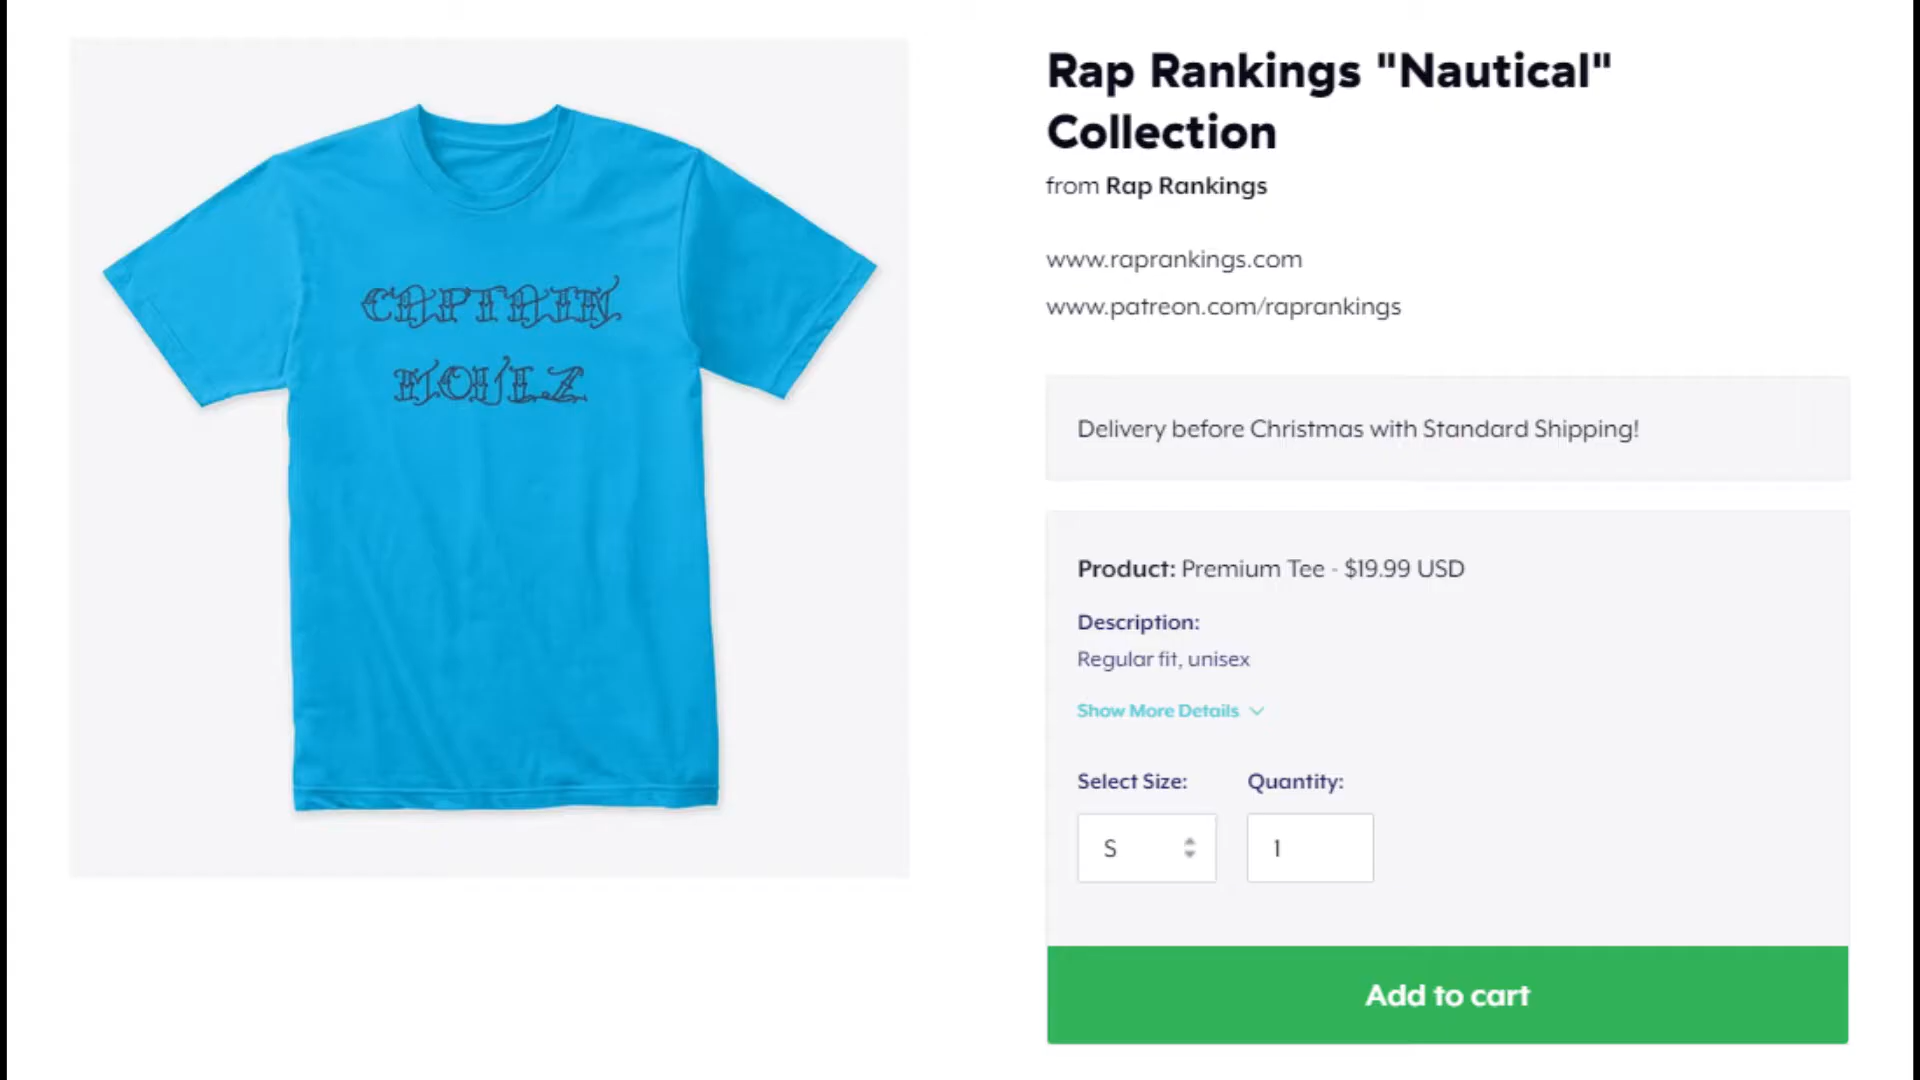 CAPTAIN
MOULZ
Rap Rankings "Nautical"
Collection
from Rap Rankings
www.raprankings.com
www.patreon.com/raprankings
Delivery before Christmas with Standard Shipping!
Product: Premium Tee - $19.99 USD
Description:
Regular fit, unisex
Show More Details
Select Size: Quantity:
S 1
Add to cart